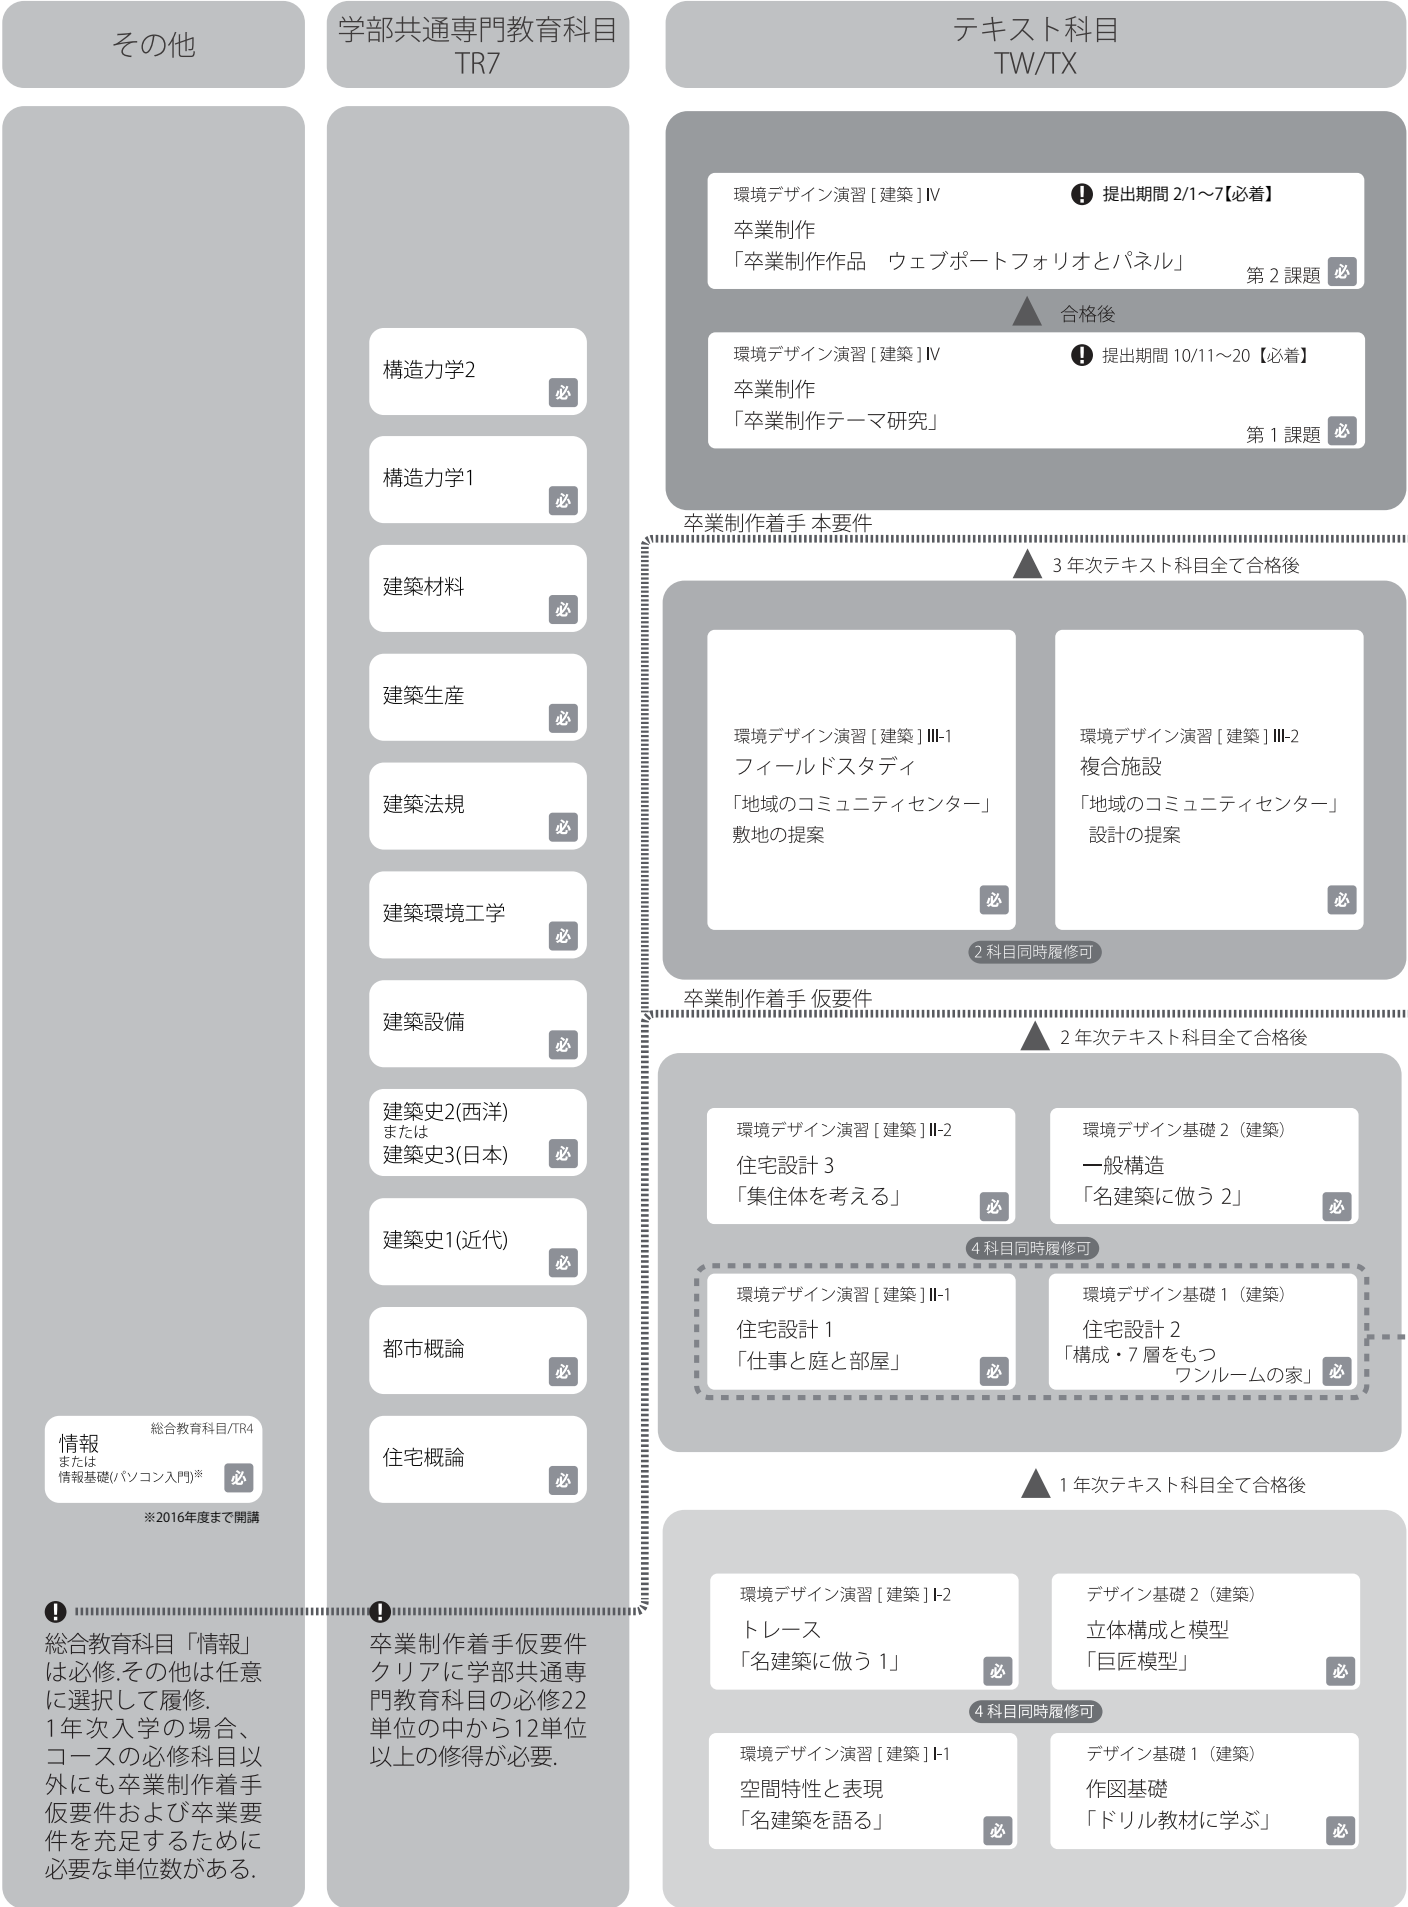 その他
学部共通専門教育科目
TR7
テキスト科目
TW/TX
環境デザイン演習 [ 建築 ] IV
提出期間 2/1〜7【必着】
卒業制作
「卒業制作作品　ウェブポートフォリオとパネル」
第 2 課題 必
合格後
環境デザイン演習 [ 建築 ] IV
提出期間 10/11〜20【必着】
卒業制作
「卒業制作テーマ研究」
第 1 課題 必
卒業制作着手 本要件
3 年次テキスト科目全て合格後
環境デザイン演習 [ 建築 ] III-1
フィールドスタディ
「地域のコミュニティセンター」
敷地の提案
必
環境デザイン演習 [ 建築 ] III-2
複合施設
「地域のコミュニティセンター」
設計の提案
必
2 科目同時履修可
卒業制作着手 仮要件
2 年次テキスト科目全て合格後
環境デザイン演習 [ 建築 ] II-2
住宅設計 3
「集住体を考える」
必
環境デザイン基礎 2（建築）
一般構造
「名建築に倣う 2」
必
4 科目同時履修可
環境デザイン演習 [ 建築 ] II-1
住宅設計 1
「仕事と庭と部屋」
必
環境デザイン基礎 1（建築）
住宅設計 2
「構成・7 層をもつ
ワンルームの家」
必
1 年次テキスト科目全て合格後
環境デザイン演習 [ 建築 ] I-2
トレース
「名建築に倣う 1」
必
デザイン基礎 2（建築）
立体構成と模型
「巨匠模型」
必
4 科目同時履修可
環境デザイン演習 [ 建築 ] I-1
空間特性と表現
「名建築を語る」
必
デザイン基礎 1（建築）
作図基礎
「ドリル教材に学ぶ」
必
構造力学2
必
構造力学1
必
建築材料
必
建築生産
必
建築法規
必
建築環境工学
必
建築設備
必
建築史2(西洋)
または
建築史3(日本)
必
建築史1(近代)
必
都市概論
必
住宅概論
必
卒業制作着手仮要件
クリアに学部共通専
門教育科目の必修22
単位の中から12単位
以上の修得が必要.
総合教育科目/TR4
情報
または
情報基礎(パソコン入門)※
必
※2016年度まで開講
総合教育科目「情報」
は必修.その他は任意
に選択して履修.
1年次入学の場合、
コースの必修科目以
外にも卒業制作着手
仮要件および卒業要
件を充足するために
必要な単位数がある.